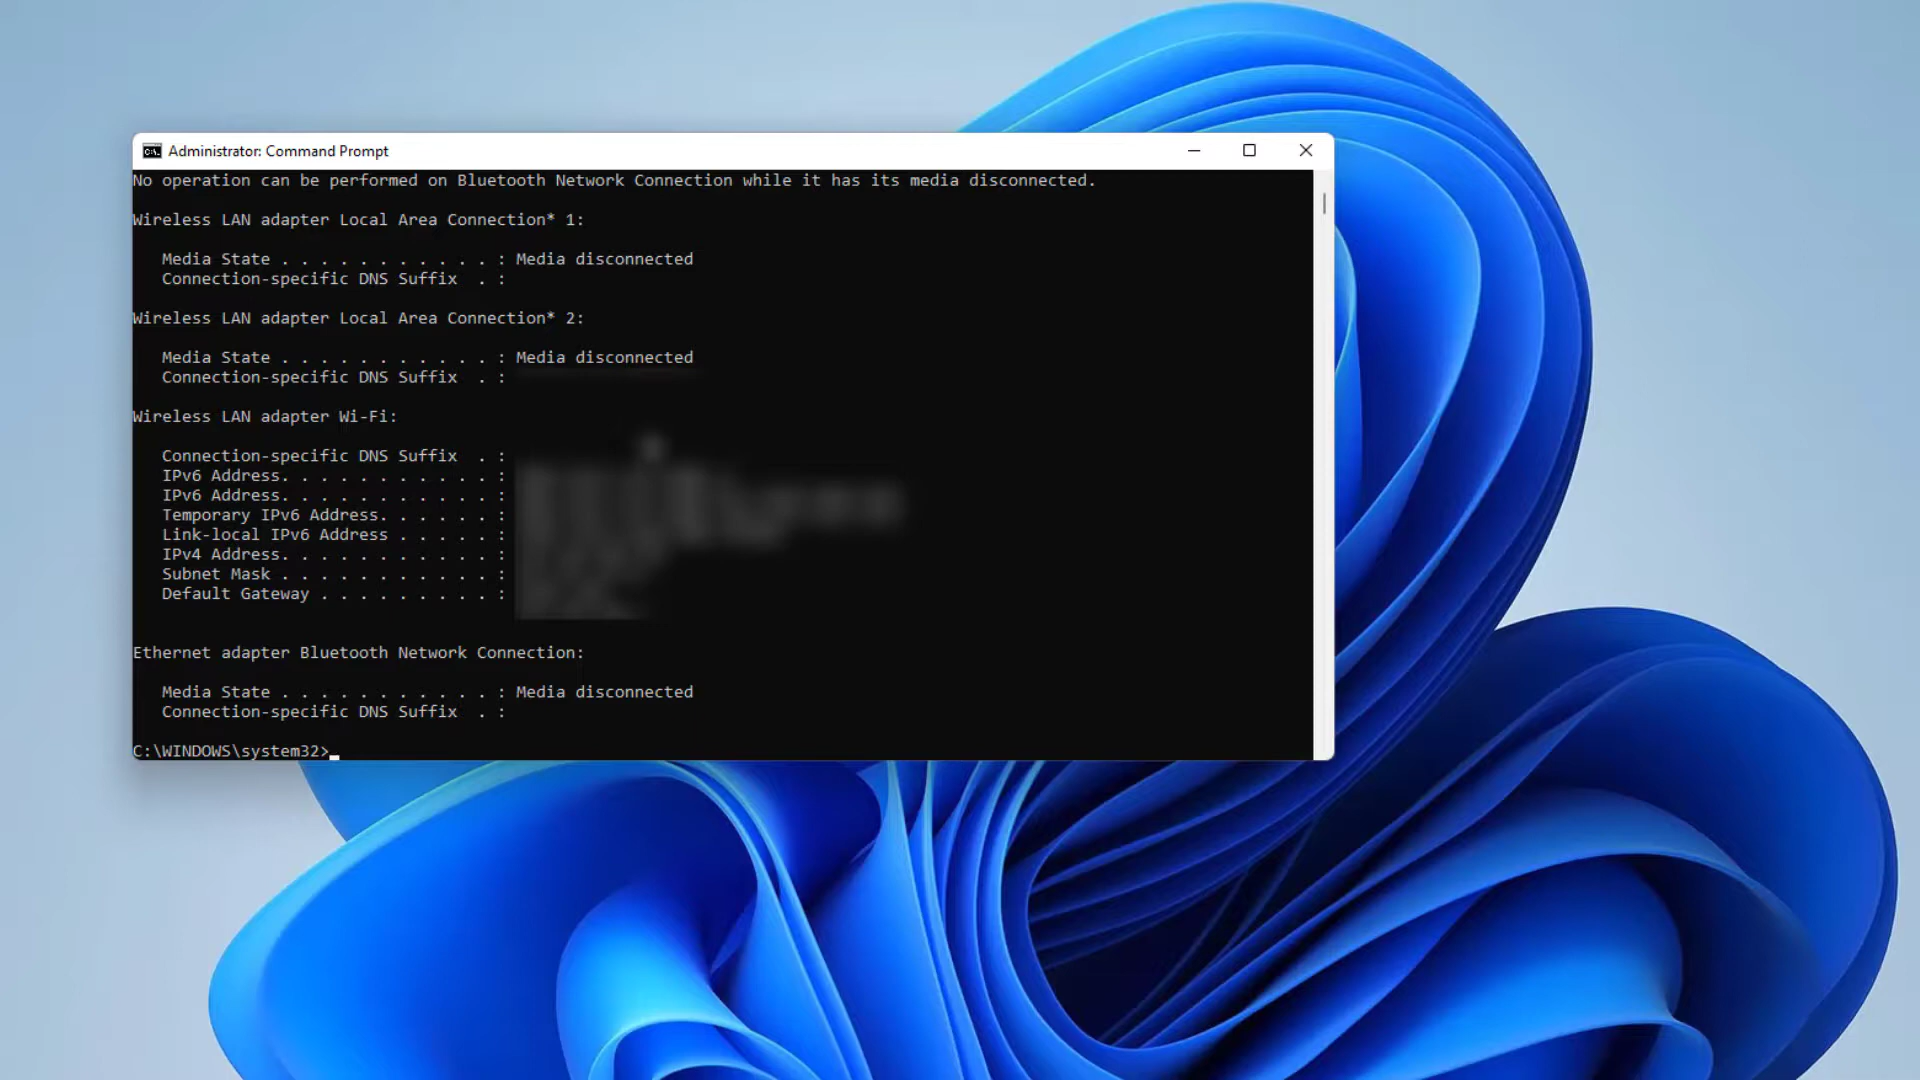 Administrator: Command Prompt
No operation can be performed on Bluetooth Network Connection while it has its media disconnected.
Wireless LAN adapter Local Area Connection* 1:
Media State . . . . . . . . . . . : Media disconnected
Connection-specific DNS Suffix  . :
Wireless LAN adapter Local Area Connection* 2:
Media State . . . . . . . . . . . : Media disconnected
Connection-specific DNS Suffix  . :
Wireless LAN adapter Wi-Fi:
Connection-specific DNS Suffix  . :
IPv6 Address. . . . . . . . . . . :
IPv6 Address. . . . . . . . . . . :
Temporary IPv6 Address. . . . . . :
Link-local IPv6 Address . . . . . :
IPv4 Address. . . . . . . . . . . :
Subnet Mask . . . . . . . . . . . :
Default Gateway . . . . . . . . . :
Ethernet adapter Bluetooth Network Connection:
Media State . . . . . . . . . . . : Media disconnected
Connection-specific DNS Suffix  . :
C:\WINDOWS\system32>